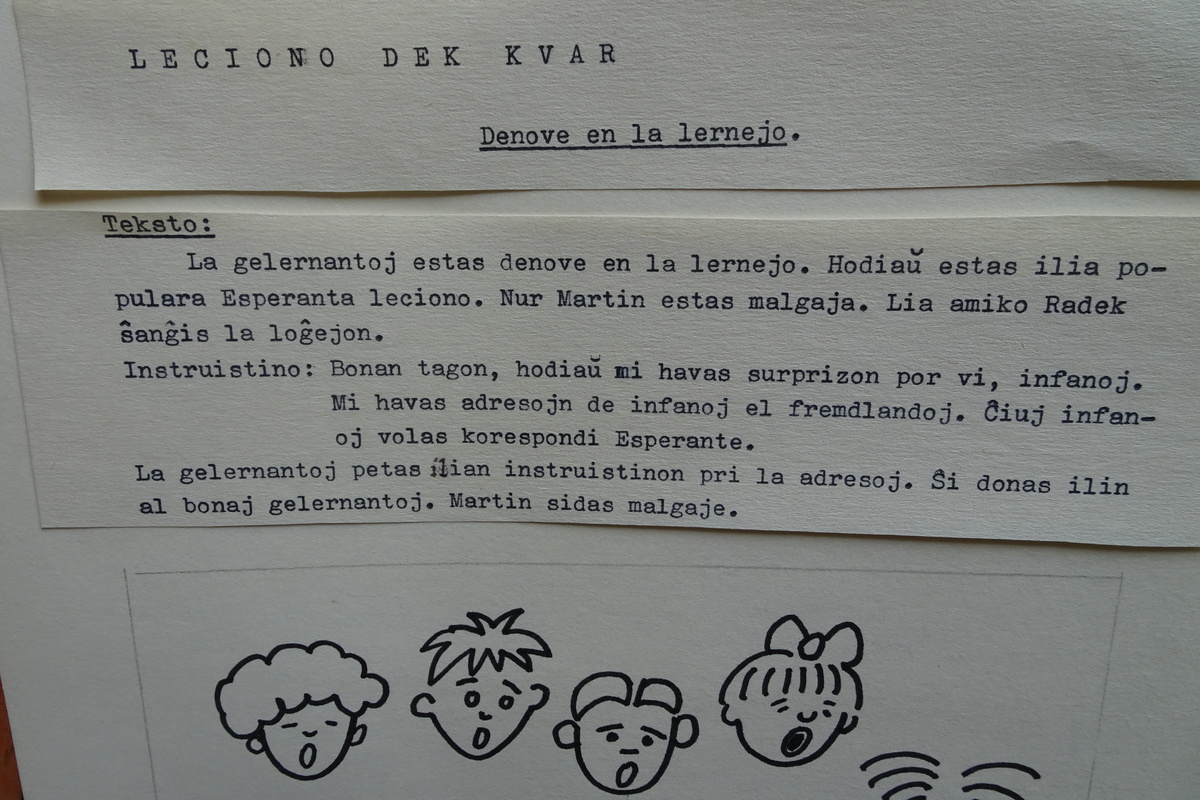 LECIONO DEK KVAR
Denove en la lernejo.
Teksto:
La gelernantoj estas denove en la lernejo. Hodiaŭ estas ilia po-
pulara Esperanta leciono. Nur Martin estas malgaja. Lia amiko Radek
ŝanĝis la loĝejon.
Instruistino: Bonan tagon, hodiaŭ mi havas surprizon por vi, infanoj.
Mi havas adresojn de infanoj el fremdlandoj. Ĉiuj infan-
oj volas korespondi Esperante.
La gelernantoj petas ilian instruistinon pri la adresoj. Ŝi donas ilin
al bonaj gelernantoj. Martin sidas malgaje.